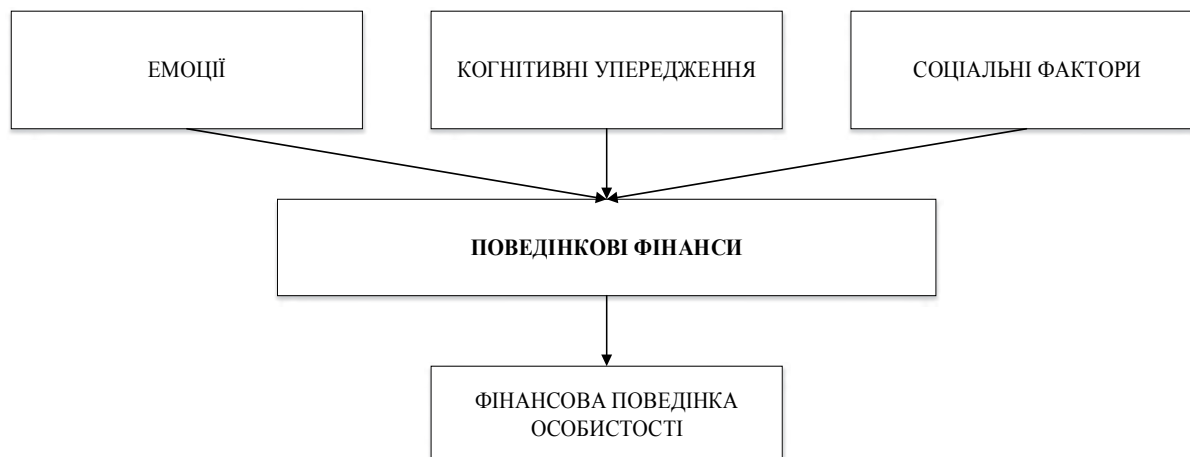 ЕМОЦІЇ
КОГНІТИВНІ УПЕРЕДЖЕННЯ
СОЦІАЛЬНІ ФАКТОРИ
ПОВЕДІНКОВІ ФІНАНСИ
ФІНАНСОВА ПОВЕДІНКА
ОСОБИСТОСТІ